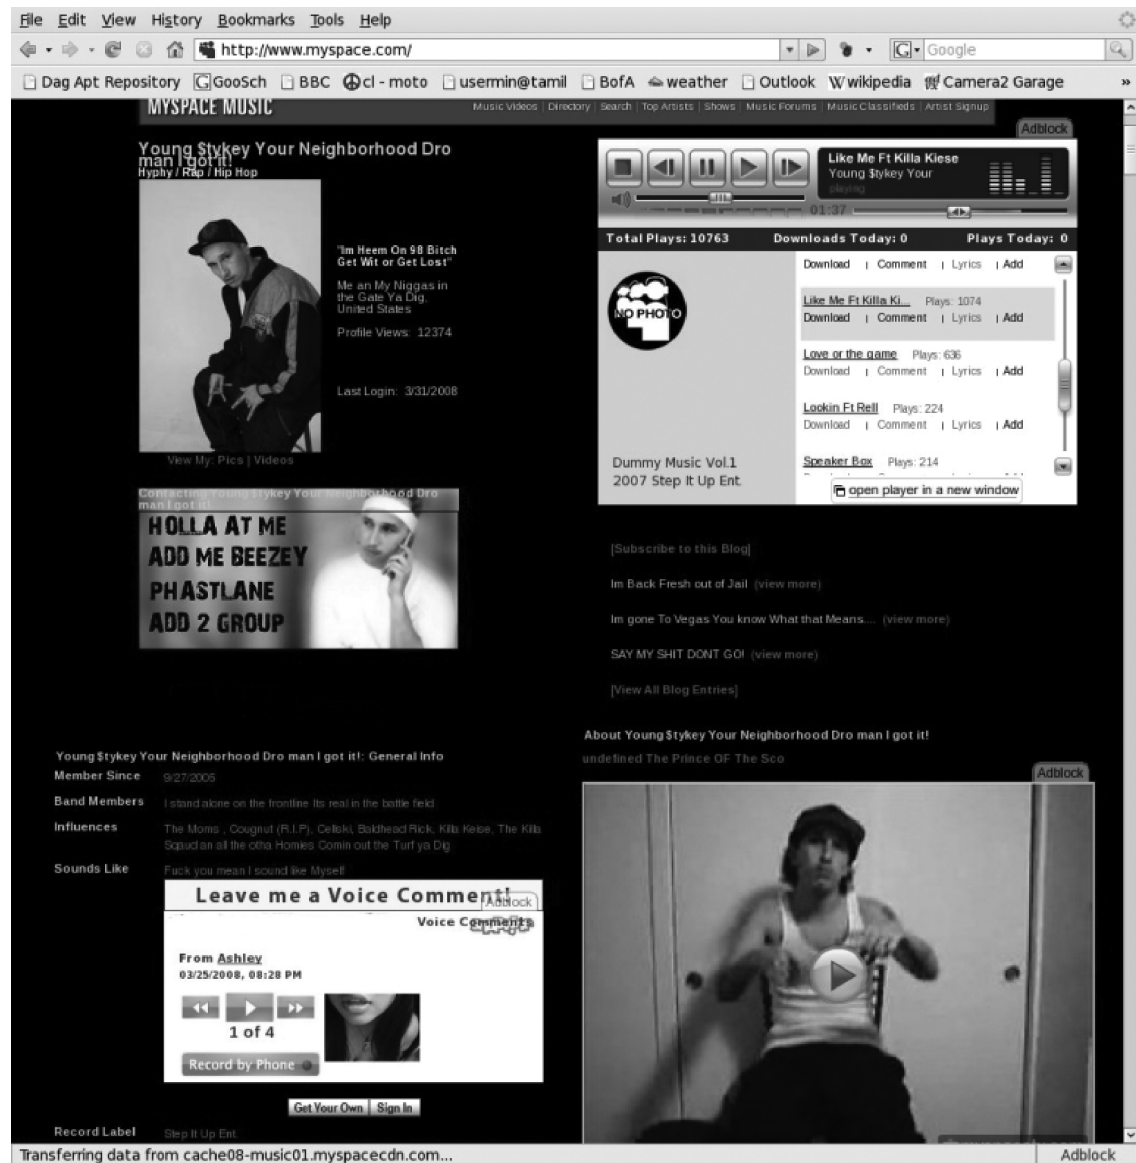 File Edit View History Bookmarks Tools Help
http://www.myspace.com/
G Google
Dag Apt Repository GooSch BBC cl - moto usermin@tamil BofA weather Outlook wikipedia Camera2 Garage »
MYSPACE MUSIC
Music Videos | Directory | Search | Top Artists | Shows | Music Forums | Music Classifieds | Artist Signup
Adblock
Young $tykey Your Neighborhood Dro
man I got it!
Hyphy / Rap / Hip Hop
"Im Heem On 98 Bitch
Get Wit or Get Lost"
Me an My Niggas in
the Gate Ya Dig,
United States
Profile Views: 12374
Last Login: 3/31/2008
View My: Pics | Videos
Like Me Ft Killa Kiese
Young $tykey Your
playing
01:37
Total Plays: 10763 Downloads Today: 0 Plays Today: 0
NO PHOTO
Download | Comment | Lyrics | Add
Like Me Ft Killa Ki... Plays: 1074
Download | Comment | Lyrics | Add
Love or the game Plays: 636
Download | Comment | Lyrics | Add
Lookin Ft Rell Plays: 224
Download | Comment | Lyrics | Add
Speaker Box Plays: 214
Dummy Music Vol.1
2007 Step It Up Ent.
open player in a new window
Contacting Young $tykey Your Neighborhood Dro
man I got it!
HOLLA AT ME
ADD ME BEEZEY
PHASTLANE
ADD 2 GROUP
[Subscribe to this Blog]
Im Back Fresh out of Jail (view more)
Im gone To Vegas You know What that Means.... (view more)
SAY MY SHIT DONT GO! (view more)
[View All Blog Entries]
Young $tykey Your Neighborhood Dro man I got it!: General Info
Member Since 9/27/2005
Band Members I stand alone on the frontline Its real in the battle field
Influences The Moms , Cougnut (R.I.P), Cellski, Baldhead Rick, Killa Keise, The Killa
Sqaud an all the otha Homies Comin out the Turf ya Dig
Sounds Like Fuck you mean I sound like Myself
Leave me a Voice Comment!
Adblock
Voice Comments
From Ashley
03/25/2008, 08:28 PM
1 of 4
Record by Phone
Get Your Own Sign In
Record Label Step It Up Ent.
About Young $tykey Your Neighborhood Dro man I got it!
undefined The Prince OF The Sco
Adblock
Transferring data from cache08-music01.myspacecdn.com... Adblock